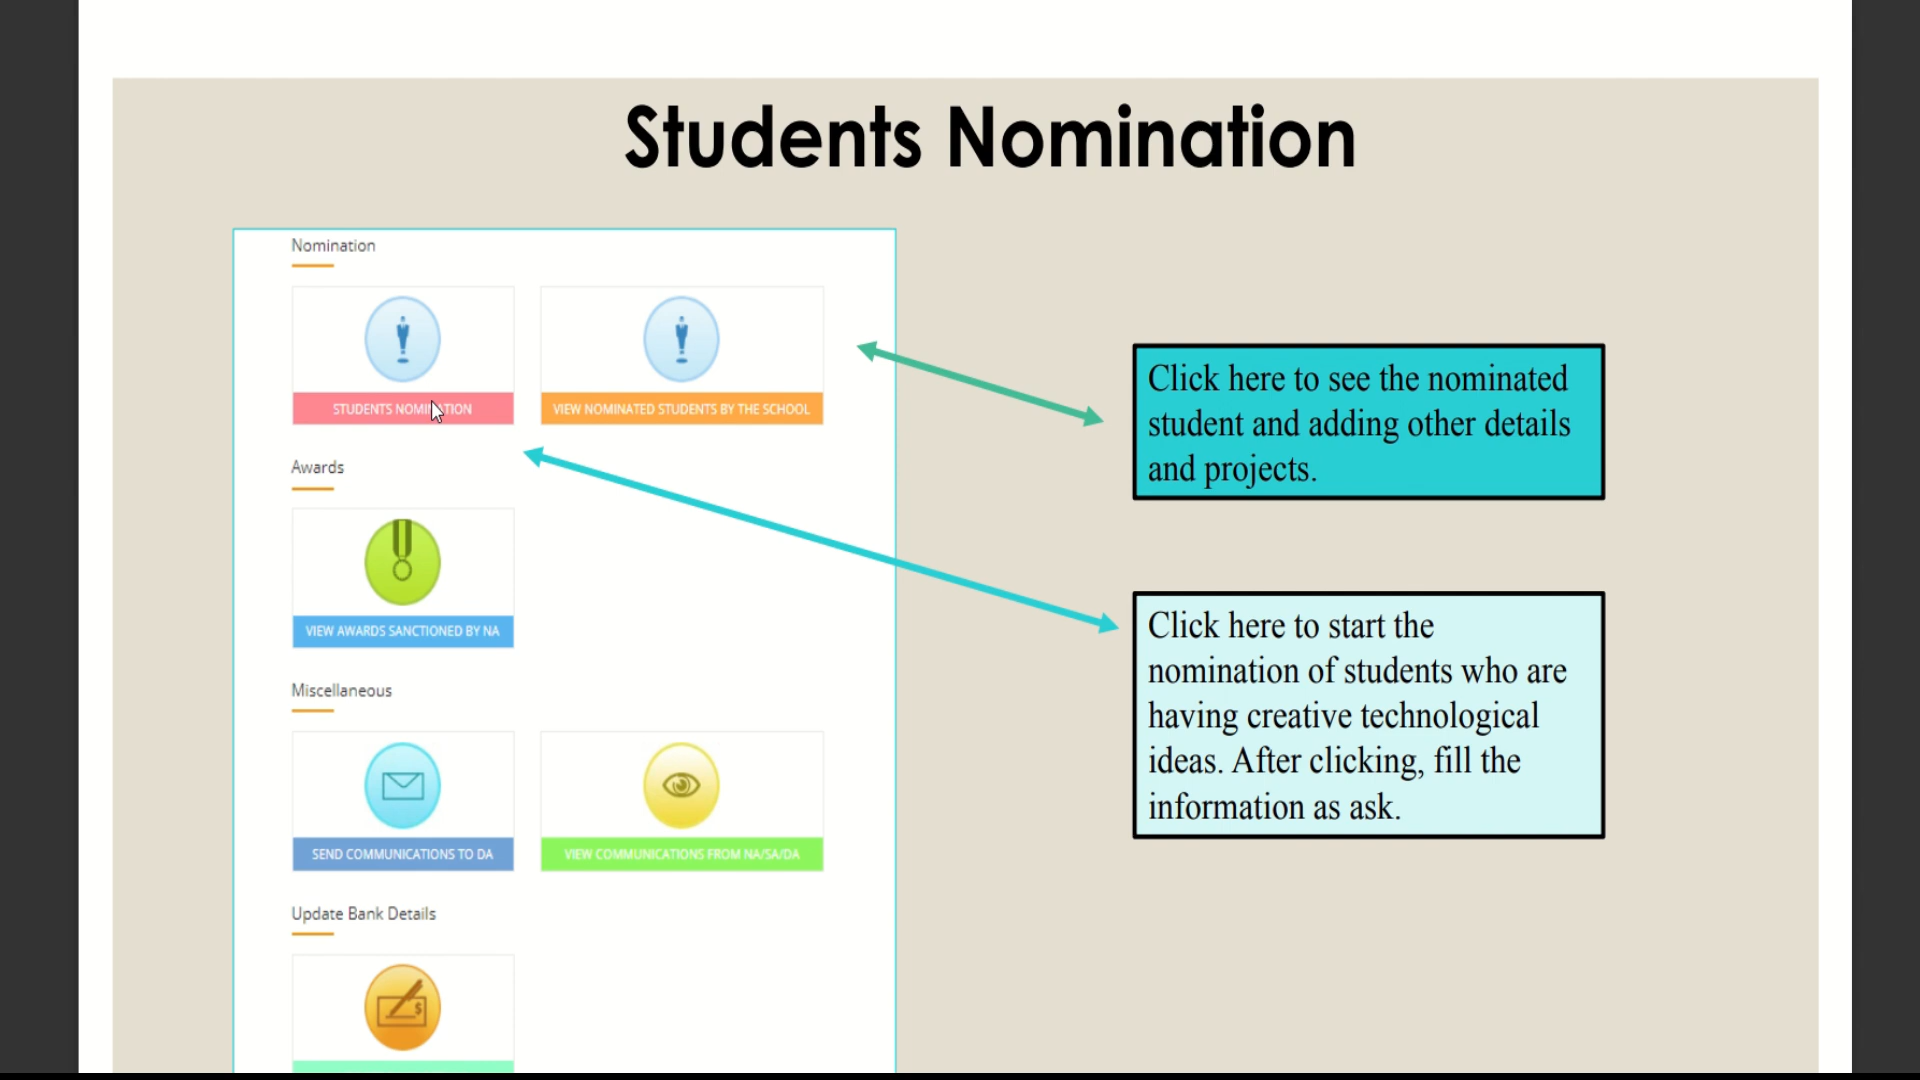 Students Nomination
Nomination
STUDENTS NOMINATION
VIEW NOMINATED STUDENTS BY THE SCHOOL
Click here to see the nominated
student and adding other details
and projects.
Awards
VIEW AWARDS SANCTIONED BY NA
Click here to start the
nomination of students who are
having creative technological
ideas. After clicking, fill the
information as ask.
Miscellaneous
SEND COMMUNICATIONS TO DA
VIEW COMMUNICATIONS FROM NA/SA/DA
Update Bank Details
$